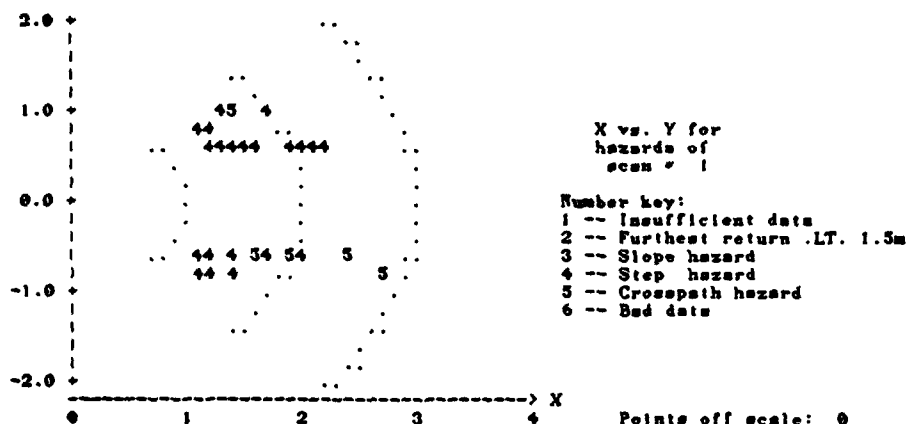 2.0
1.0 45 4
44
44444 4444
X vs. Y for
hazards of
scan # 1
0.0
Number key:
1 -- Insufficient data
2 -- Furthest return .LT. 1.5m
3 -- Slope hazard
4 -- Step hazard
5 -- Crosspath hazard
6 -- Bad data
44 4 54 54 5
44 4 5
-1.0
-2.0
X
0 1 2 3 4
Points off scale: 0